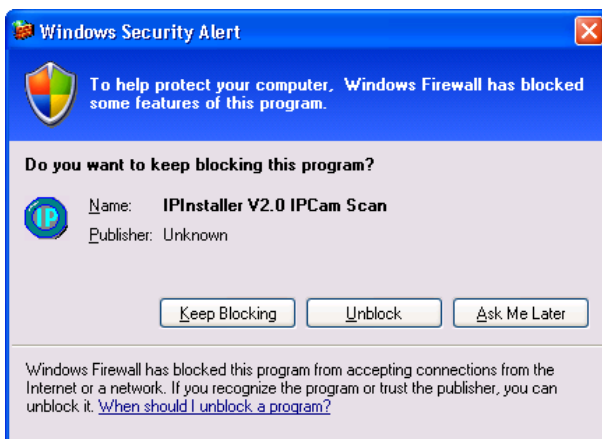 Windows Security Alert
To help protect your computer, Windows Firewall has blocked
some features of this program.
Do you want to keep blocking this program?
IP
Name: IPInstaller V2.0 IPCam Scan
Publisher: Unknown
Keep Blocking Unblock Ask Me Later
Windows Firewall has blocked this program from accepting connections from the
Internet or a network. If you recognize the program or trust the publisher, you can
unblock it. When should I unblock a program?